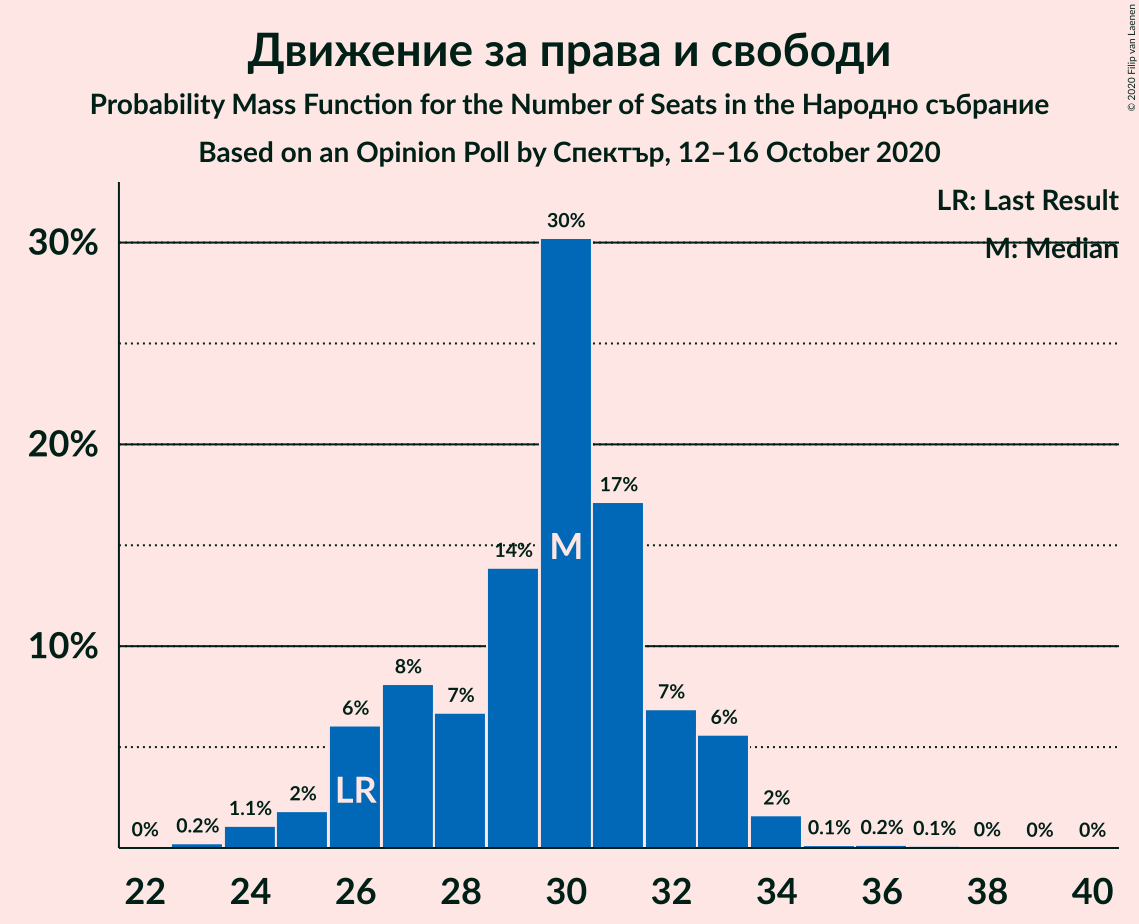 Движение за права и свободи
Probability Mass Function for the Number of Seats in the Народно събрание
Based on an Opinion Poll by Спектър, 12–16 October 2020
© 2020 Filip van Laenen
LR: Last Result
M: Median
30%
20%
10%
0%
0.2%
1.1%
2%
6%
8%
7%
14%
30%
17%
7%
6%
2%
0.1%
0.2%
0.1%
0%
0%
0%
LR
M
22 24 26 28 30 32 34 36 38 40